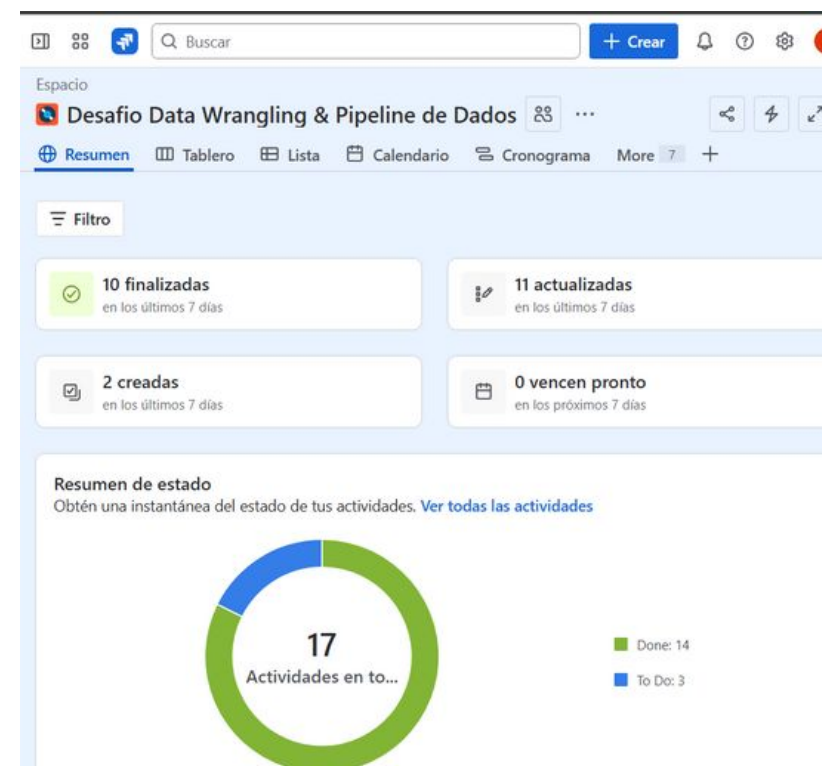 Buscar
+ Crear
Espacio
Desafio Data Wrangling & Pipeline de Dados
Resumen Tablero Lista Calendario Cronograma More 7
Filtro
10 finalizadas
en los últimos 7 días
11 actualizadas
en los últimos 7 días
2 creadas
en los últimos 7 días
0 vencen pronto
en los próximos 7 días
Resumen de estado
Obtén una instantánea del estado de tus actividades. Ver todas las actividades
17
Actividades en to...
Done: 14
To Do: 3